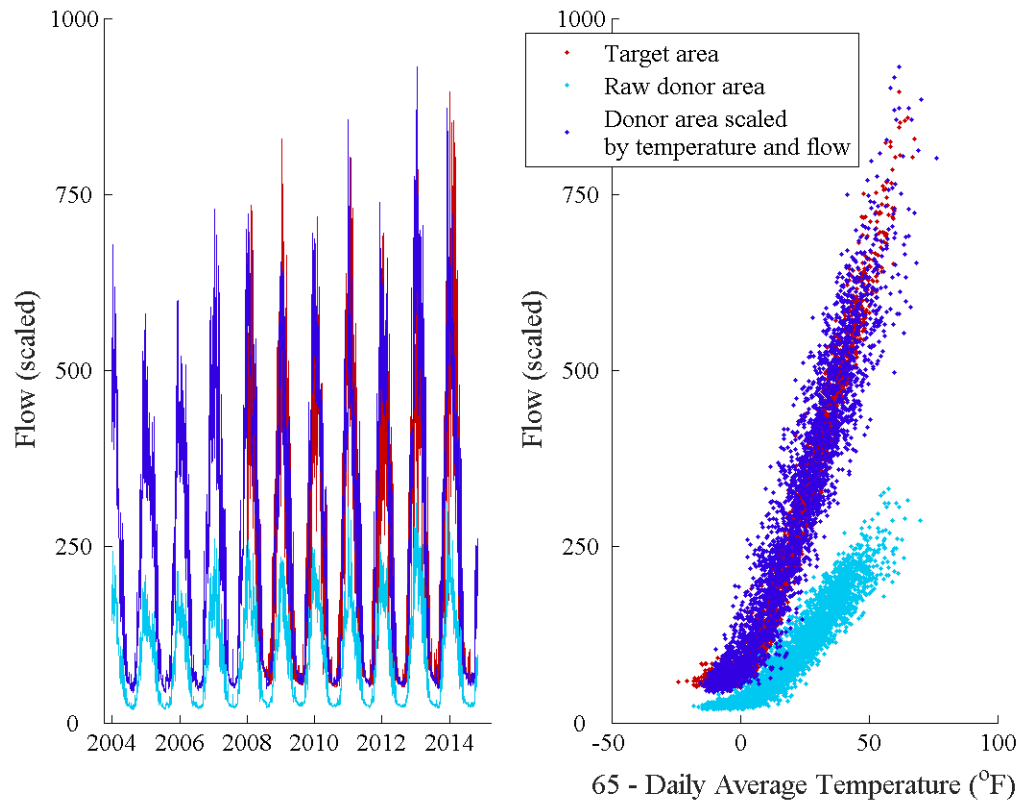 1000
750
500
250
0
Flow (scaled)
2004 2006 2008 2010 2012 2014
1000
750
500
250
0
Flow (scaled)
-50 0 50 100
65 - Daily Average Temperature (°F)
Target area
Raw donor area
Donor area scaled
by temperature and flow